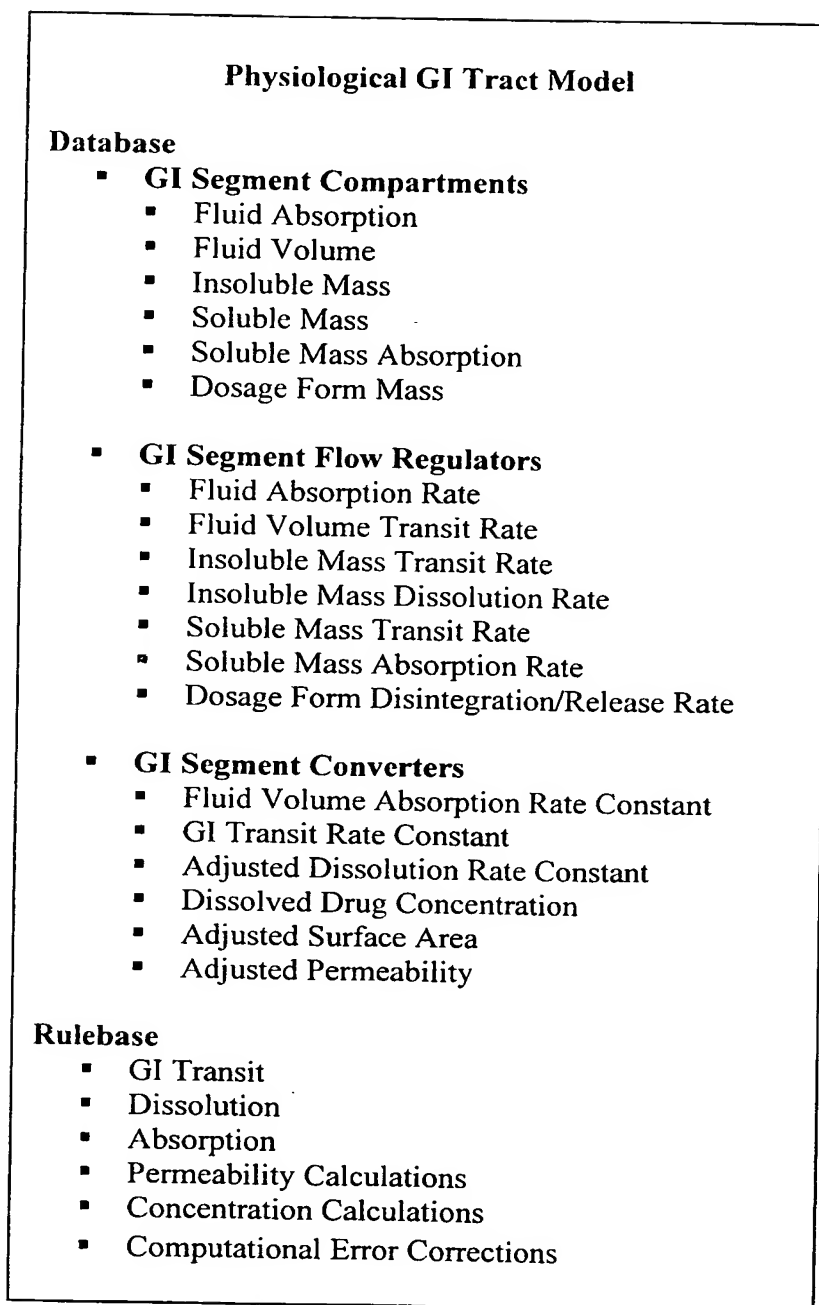 Physiological GI Tract Model
Database
▪ GI Segment Compartments
▪ Fluid Absorption
▪ Fluid Volume
▪ Insoluble Mass
▪ Soluble Mass
▪ Soluble Mass Absorption
▪ Dosage Form Mass
▪ GI Segment Flow Regulators
▪ Fluid Absorption Rate
▪ Fluid Volume Transit Rate
▪ Insoluble Mass Transit Rate
▪ Insoluble Mass Dissolution Rate
▪ Soluble Mass Transit Rate
▪ Soluble Mass Absorption Rate
▪ Dosage Form Disintegration/Release Rate
▪ GI Segment Converters
▪ Fluid Volume Absorption Rate Constant
▪ GI Transit Rate Constant
▪ Adjusted Dissolution Rate Constant
▪ Dissolved Drug Concentration
▪ Adjusted Surface Area
▪ Adjusted Permeability
Rulebase
▪ GI Transit
▪ Dissolution
▪ Absorption
▪ Permeability Calculations
▪ Concentration Calculations
▪ Computational Error Corrections